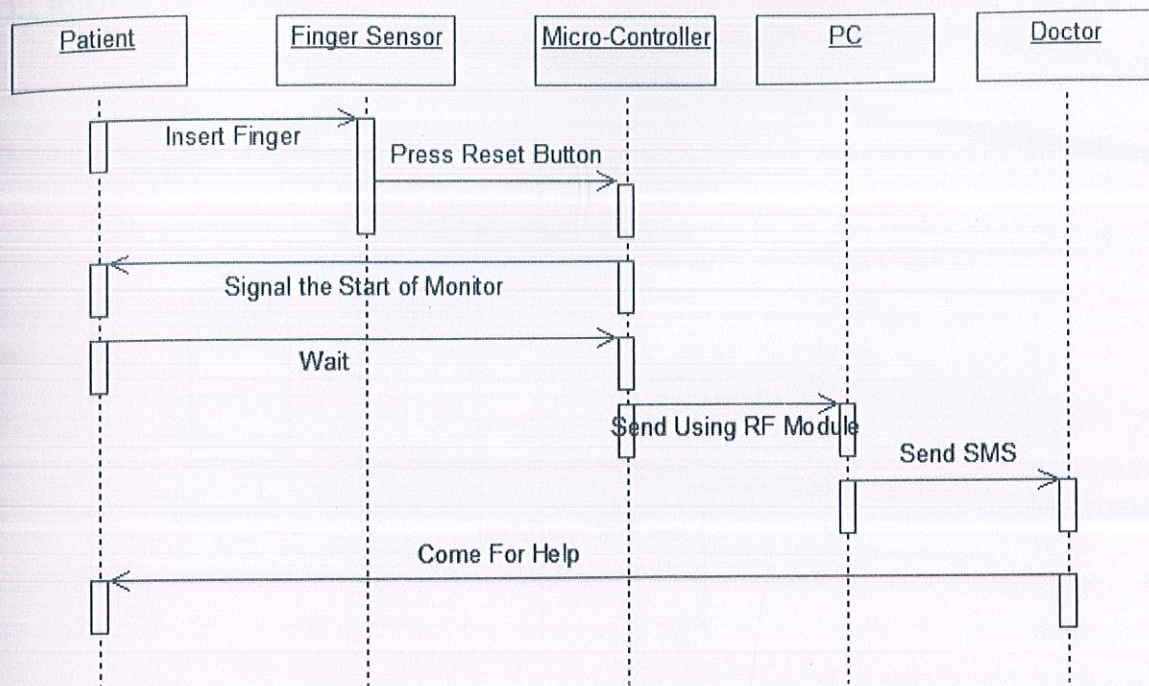 Patient
Finger Sensor
Micro-Controller
PC
Doctor
Insert Finger
Press Reset Button
Signal the Start of Monitor
Wait
Send Using RF Module
Send SMS
Come For Help